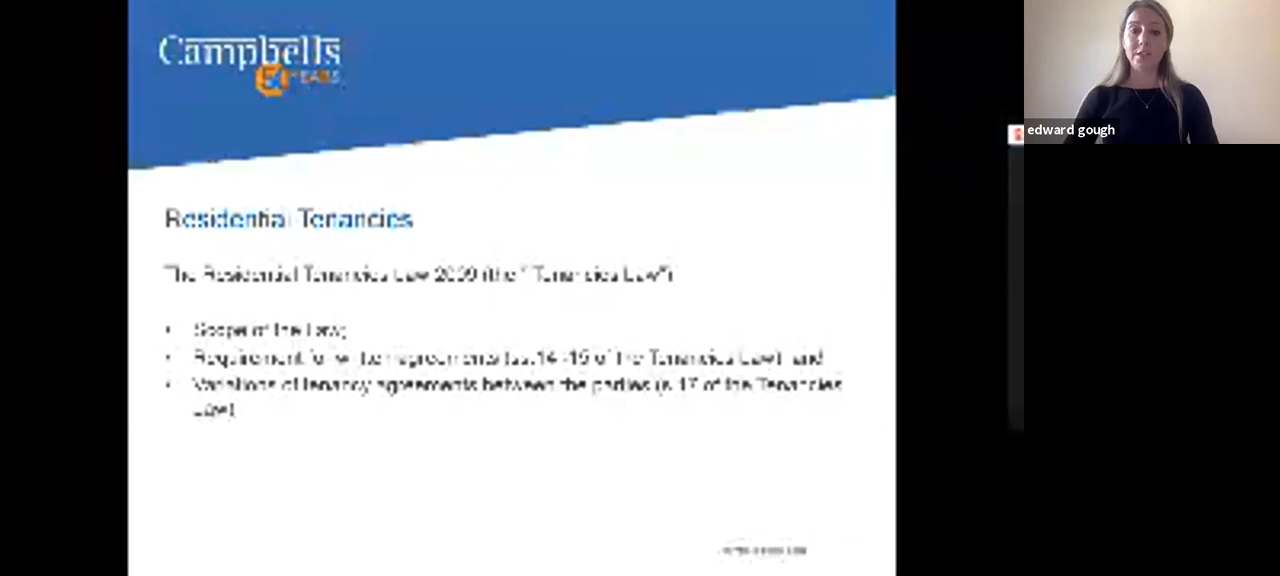 Campbells
50 YEARS
edward gough
Residential Tenancies
The Residential Tenancies Law 2009 (the "Tenancies Law")
• Scope of the Law;
• Requirement for written agreements (ss.14 -15 of the Tenancies Law); and
• Variations of tenancy agreements between the parties (s.17 of the Tenancies
Law)